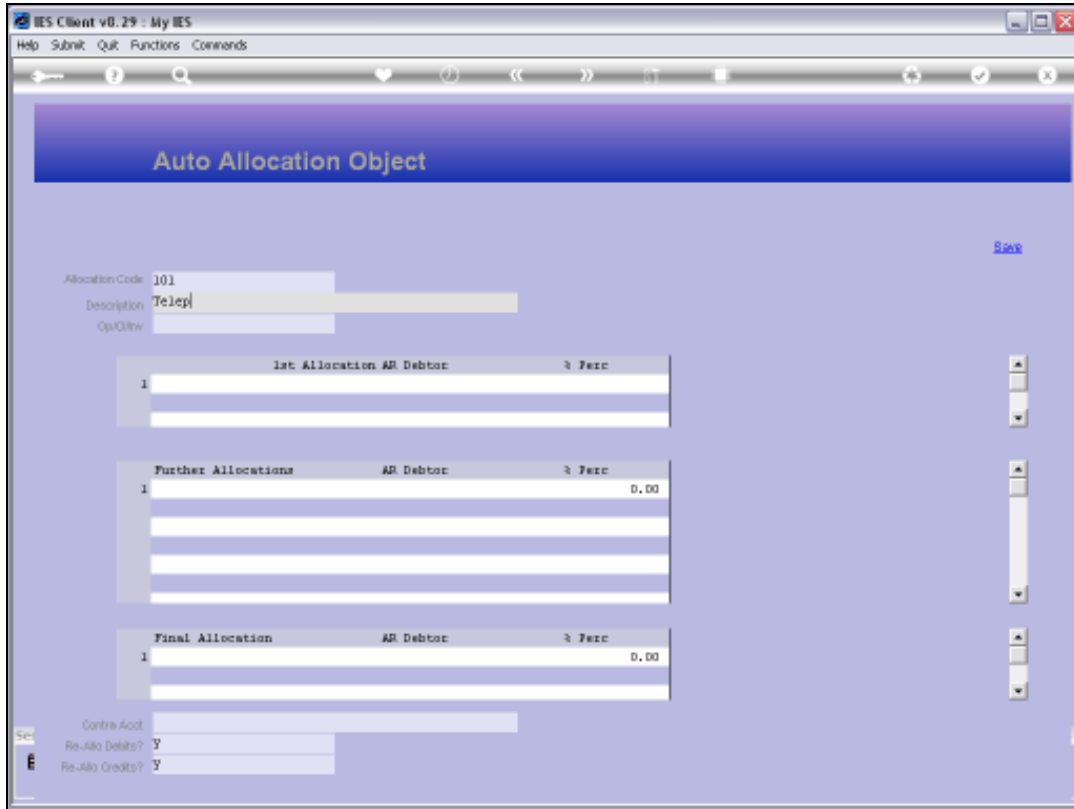 IES Client v8.29 : My IES
Help Submit Quit Functions Commands
Auto Allocation Object
Save
Allocation Code 101
Description Telep
Op/Cl/Inv
1st Allocation AR Debtor % Perc
1
Further Allocations AR Debtor % Perc
1 0.00
Final Allocation AR Debtor % Perc
1 0.00
Contra Acct
Re-Allo Debits? Y
Re-Allo Credits? Y